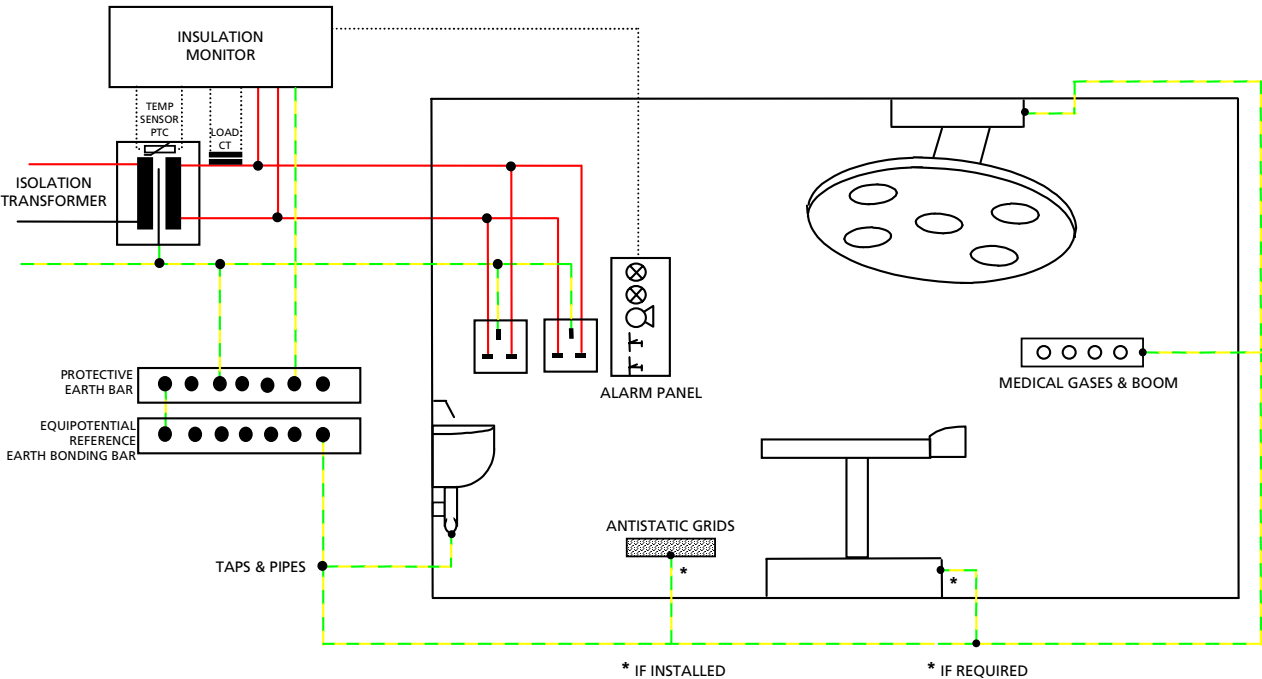 INSULATION
MONITOR
TEMP
SENSOR
PTC
LOAD
CT
ISOLATION
TRANSFORMER
PROTECTIVE
EARTH BAR
EQUIPOTENTIAL
REFERENCE
EARTH BONDING BAR
TAPS & PIPES
ALARM PANEL
MEDICAL GASES & BOOM
ANTISTATIC GRIDS
*
*
* IF INSTALLED
* IF REQUIRED